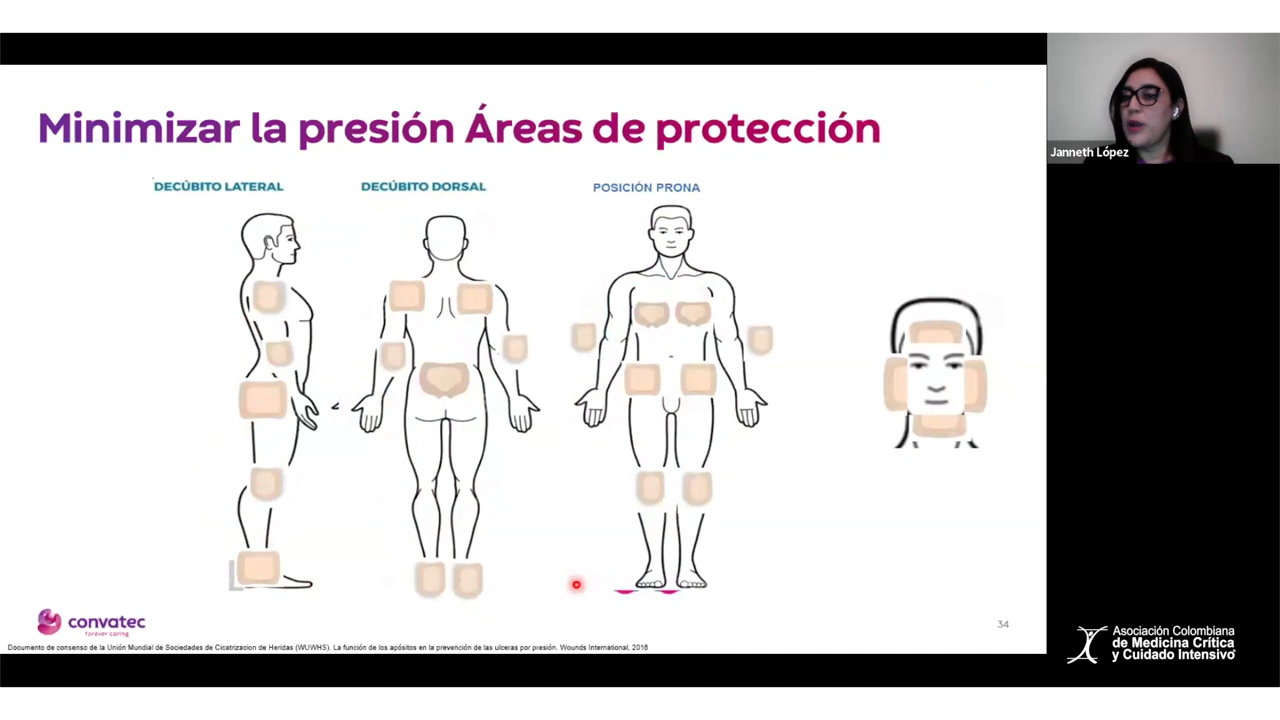 Minimizar la presión Áreas de protección
DECÚBITO LATERAL
DECÚBITO DORSAL
POSICIÓN PRONA
convatec
forever caring
34
Documento de consenso de la Unión Mundial de Sociedades de Cicatrizacion de Heridas (WUWHS). La función de los apósitos en la prevención de las ulceras por presión. Wounds International, 2016
Janneth López
Asociación Colombiana
de Medicina Crítica
y Cuidado Intensivo